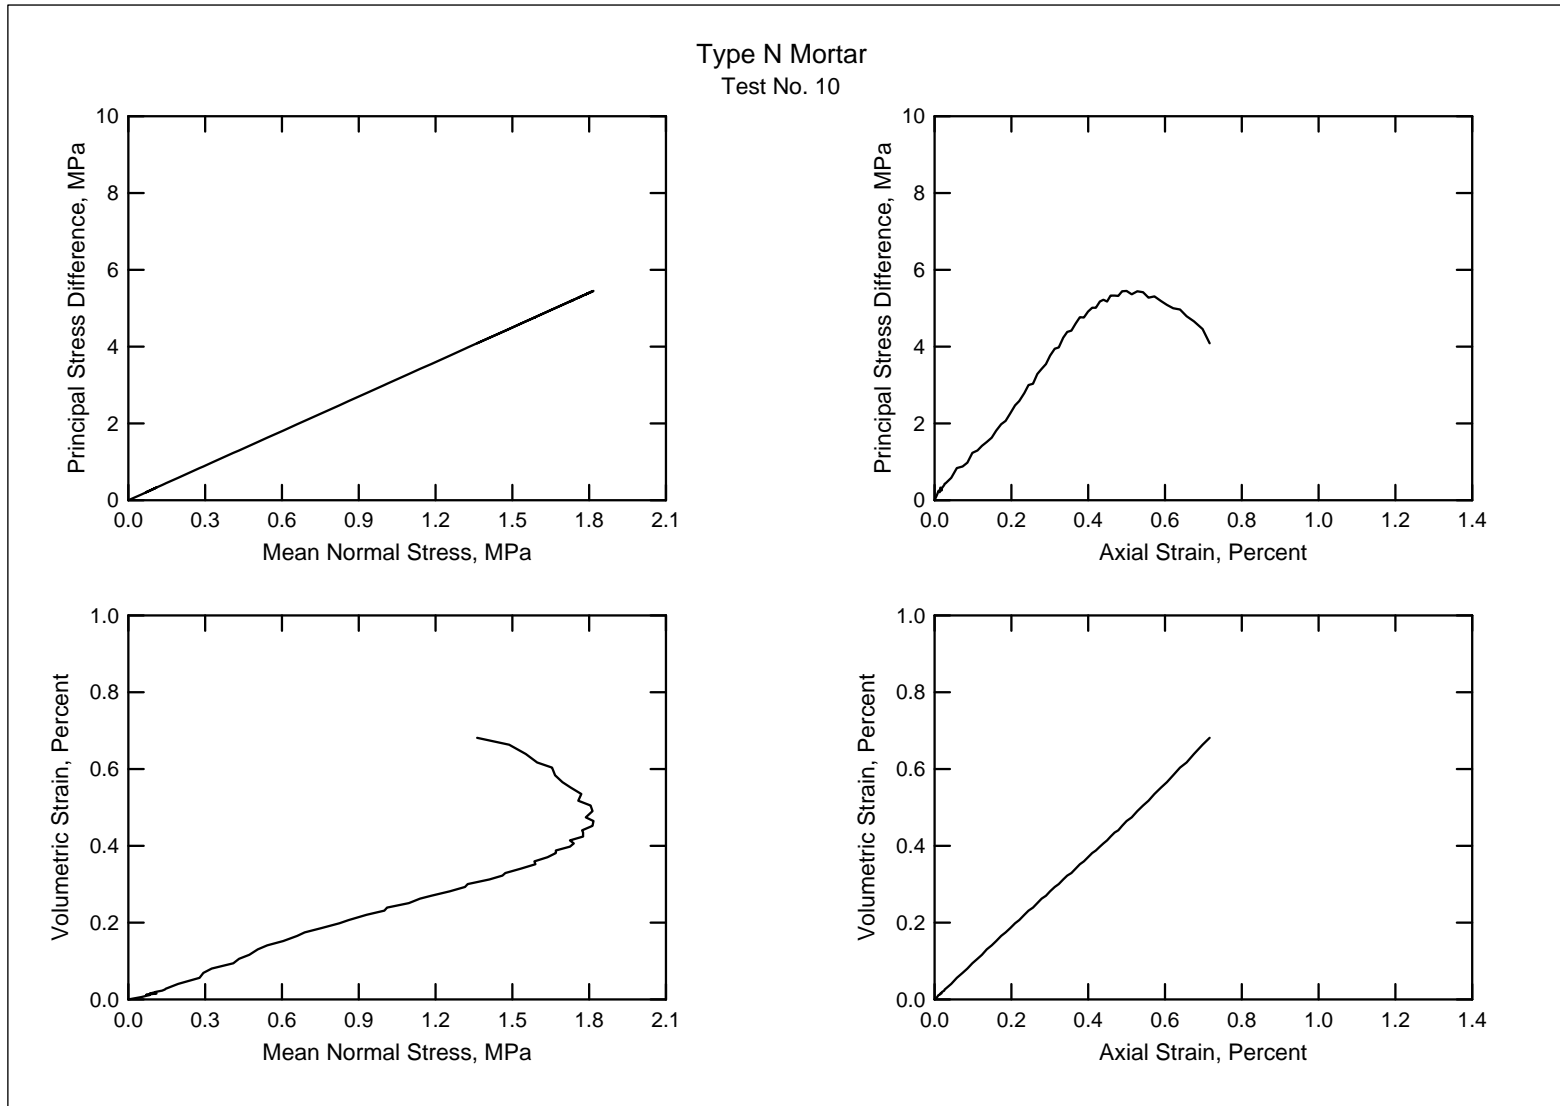 Type N Mortar
Test No. 10
Principal Stress Difference, MPa
10
8
6
4
2
0
0.0 0.3 0.6 0.9 1.2 1.5 1.8 2.1
Mean Normal Stress, MPa
Principal Stress Difference, MPa
10
8
6
4
2
0
0.0 0.2 0.4 0.6 0.8 1.0 1.2 1.4
Axial Strain, Percent
Volumetric Strain, Percent
1.0
0.8
0.6
0.4
0.2
0.0
0.0 0.3 0.6 0.9 1.2 1.5 1.8 2.1
Mean Normal Stress, MPa
Volumetric Strain, Percent
1.0
0.8
0.6
0.4
0.2
0.0
0.0 0.2 0.4 0.6 0.8 1.0 1.2 1.4
Axial Strain, Percent